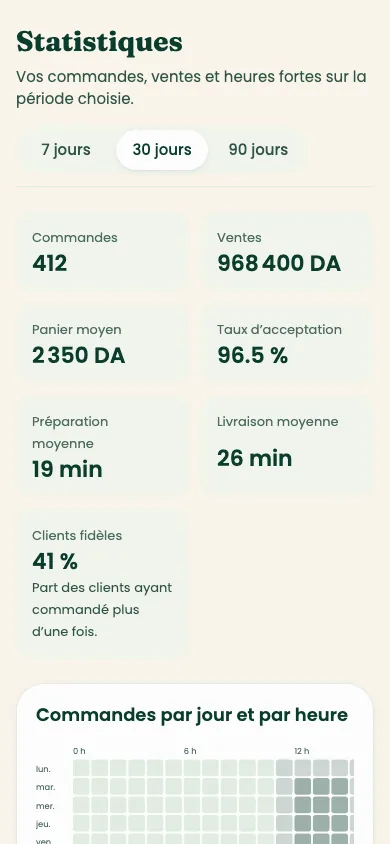 Statistiques
Vos commandes, ventes et heures fortes sur la
période choisie.
7 jours
30 jours
90 jours
Commandes
412
Ventes
968 400 DA
Panier moyen
2 350 DA
Taux d’acceptation
96.5 %
Préparation
moyenne
19 min
Livraison moyenne
26 min
Clients fidèles
41 %
Part des clients ayant
commandé plus
d’une fois.
Commandes par jour et par heure
0 h
6 h
12 h
lun.
mar.
mer.
jeu.
ven.